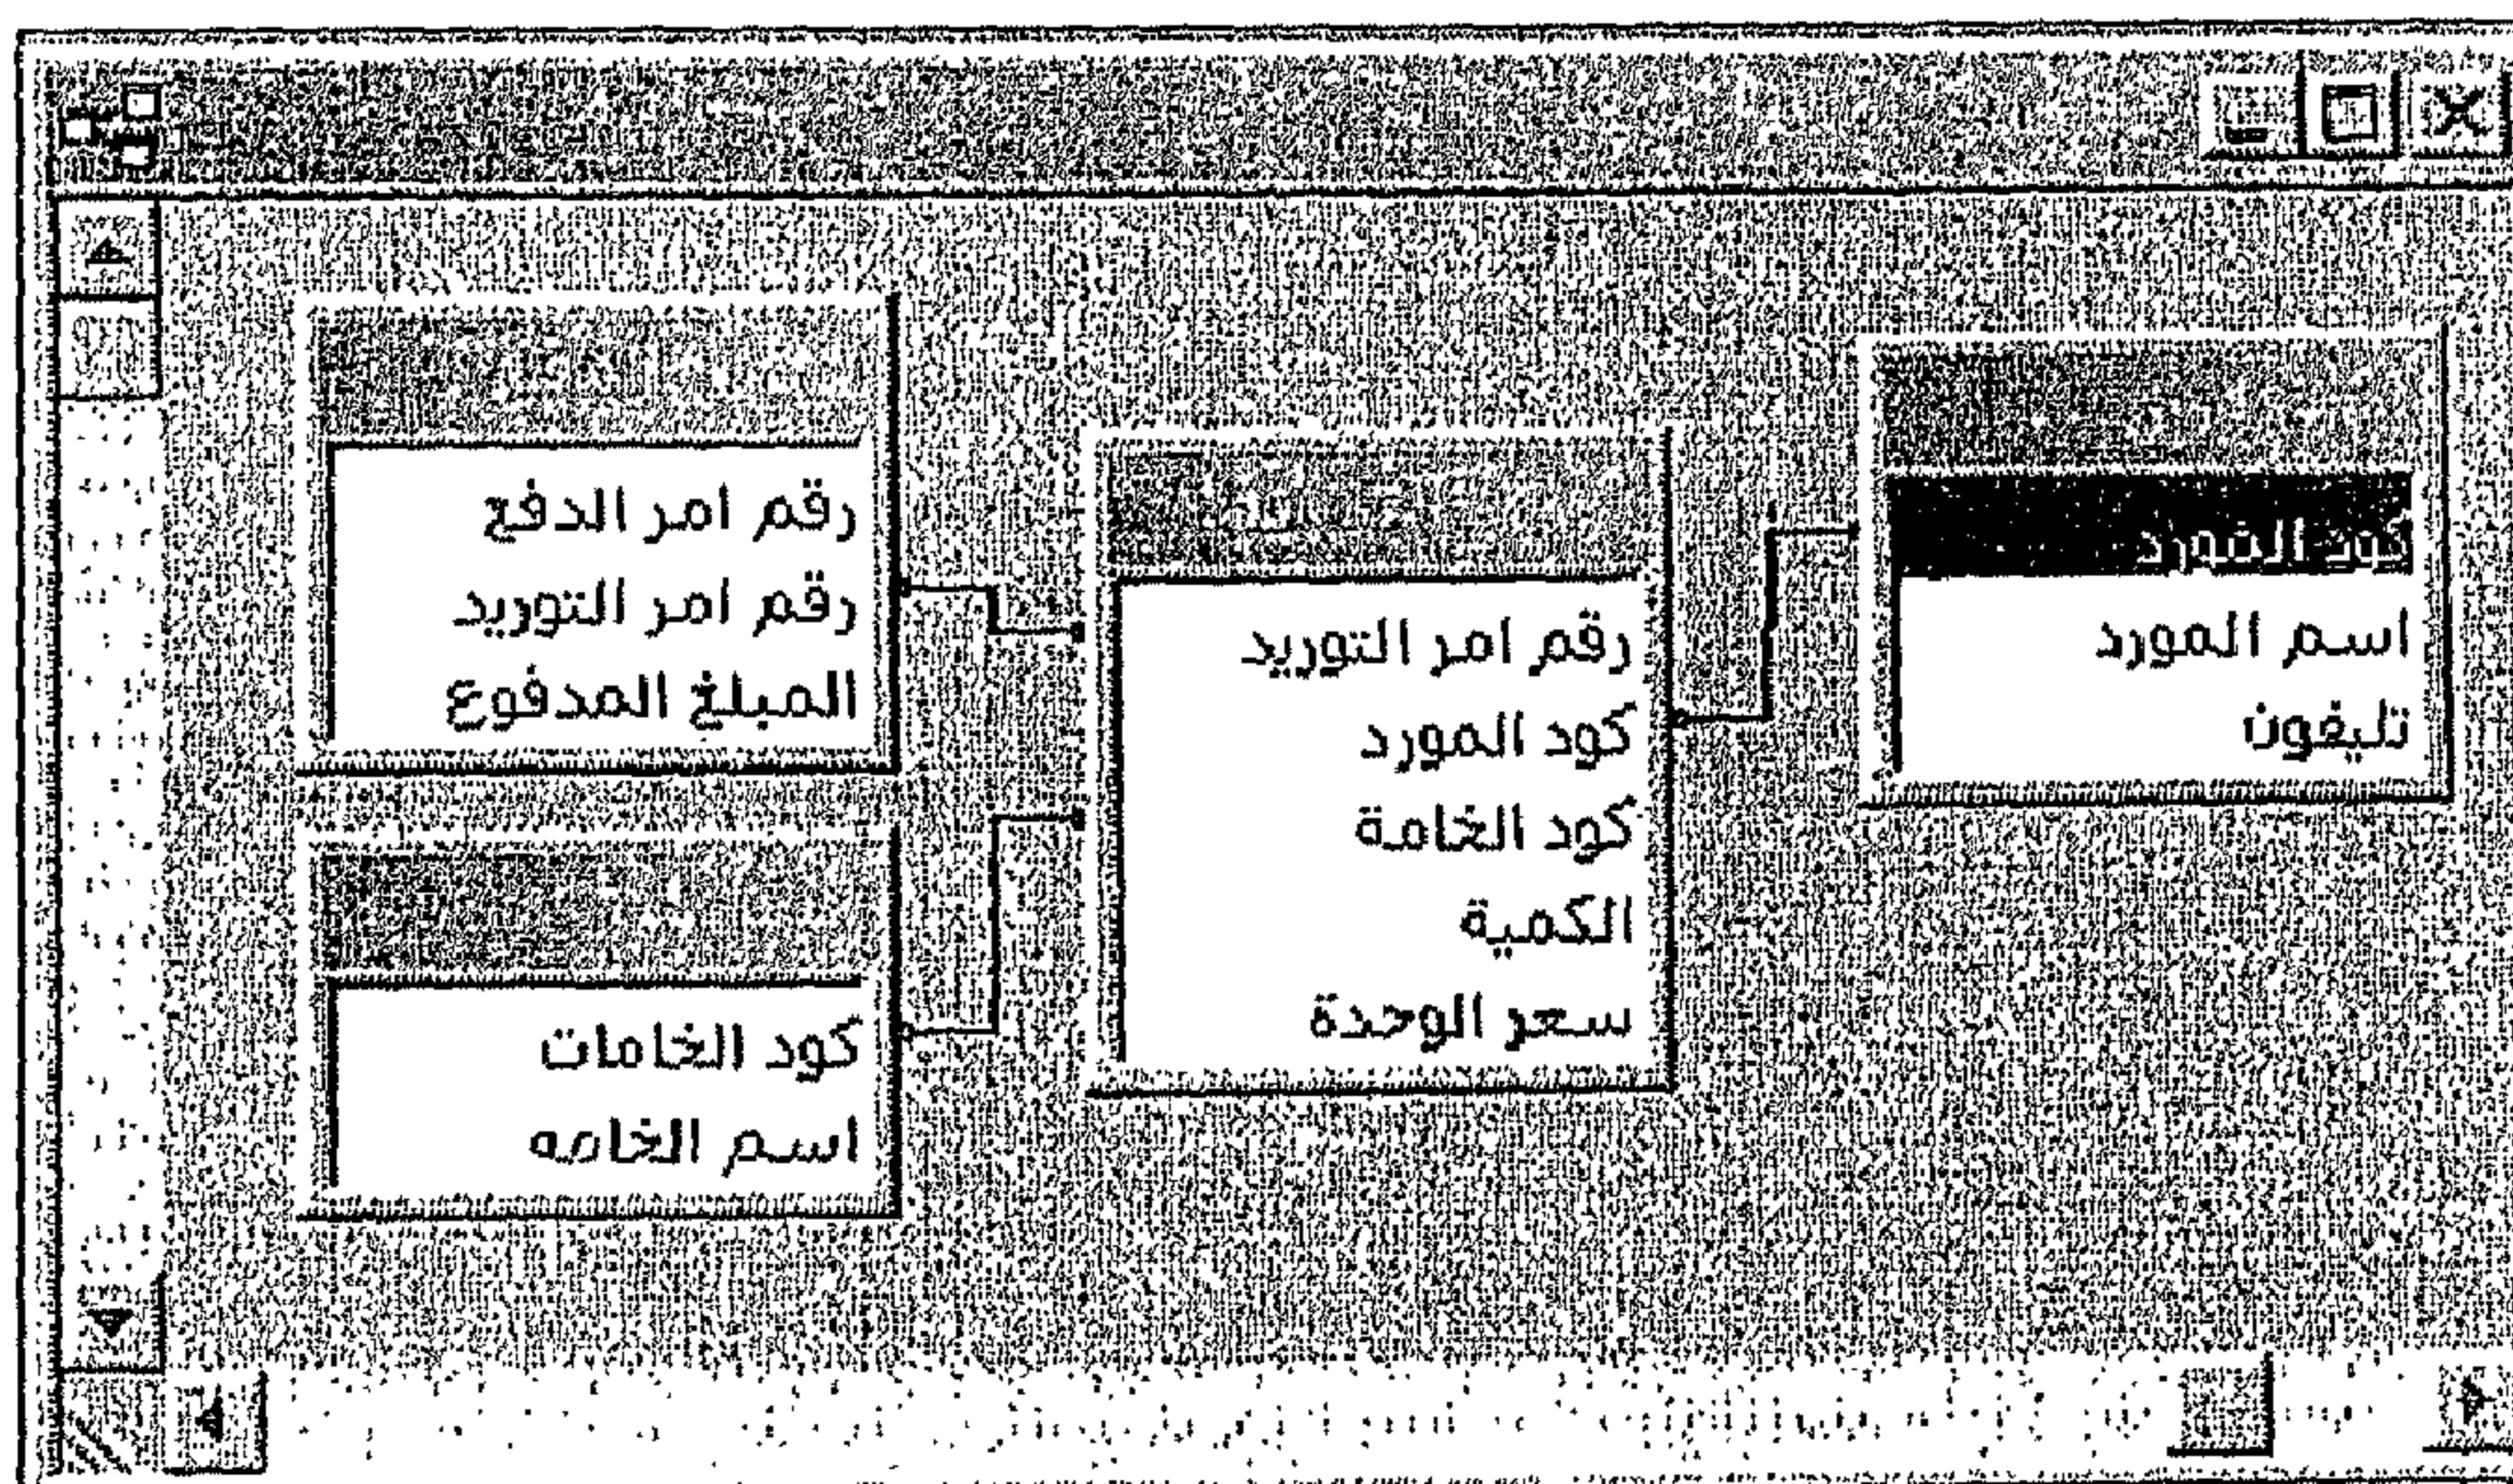 كود المورد
اسم المورد
تليفون
رقم امر التوريد
كود المورد
كود الخامة
الكمية
سعر الوحدة
رقم امر الدفع
رقم امر التوريد
المبلغ المدفوع
كود الخامات
اسم الخامه